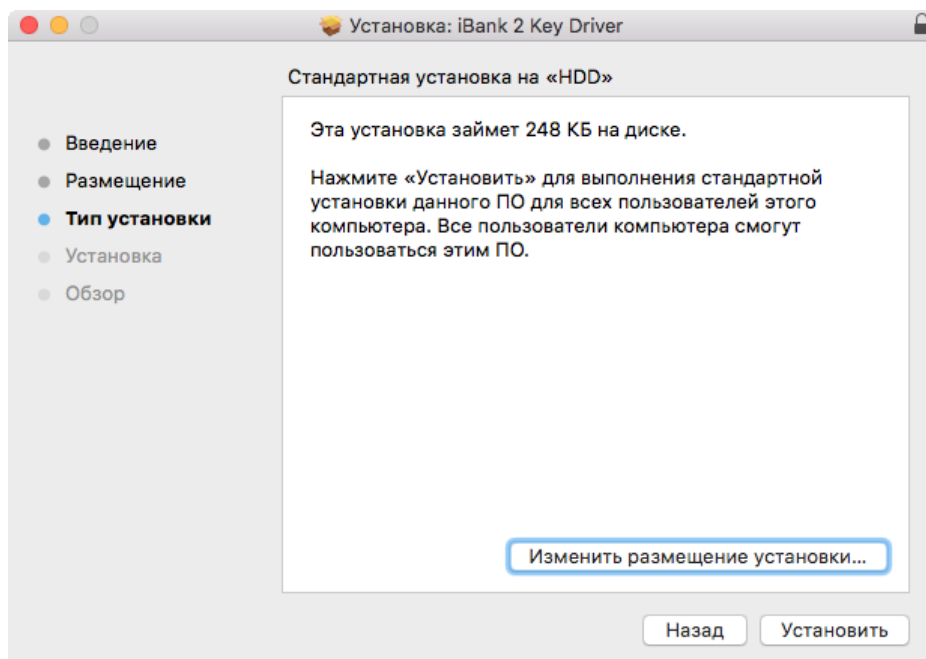 Установка: iBank 2 Key Driver
Стандартная установка на «HDD»
Введение
Размещение
Тип установки
Установка
Обзор
Эта установка займет 248 КБ на диске.
Нажмите «Установить» для выполнения стандартной
установки данного ПО для всех пользователей этого
компьютера. Все пользователи компьютера смогут
пользоваться этим ПО.
Изменить размещение установки...
Назад
Установить